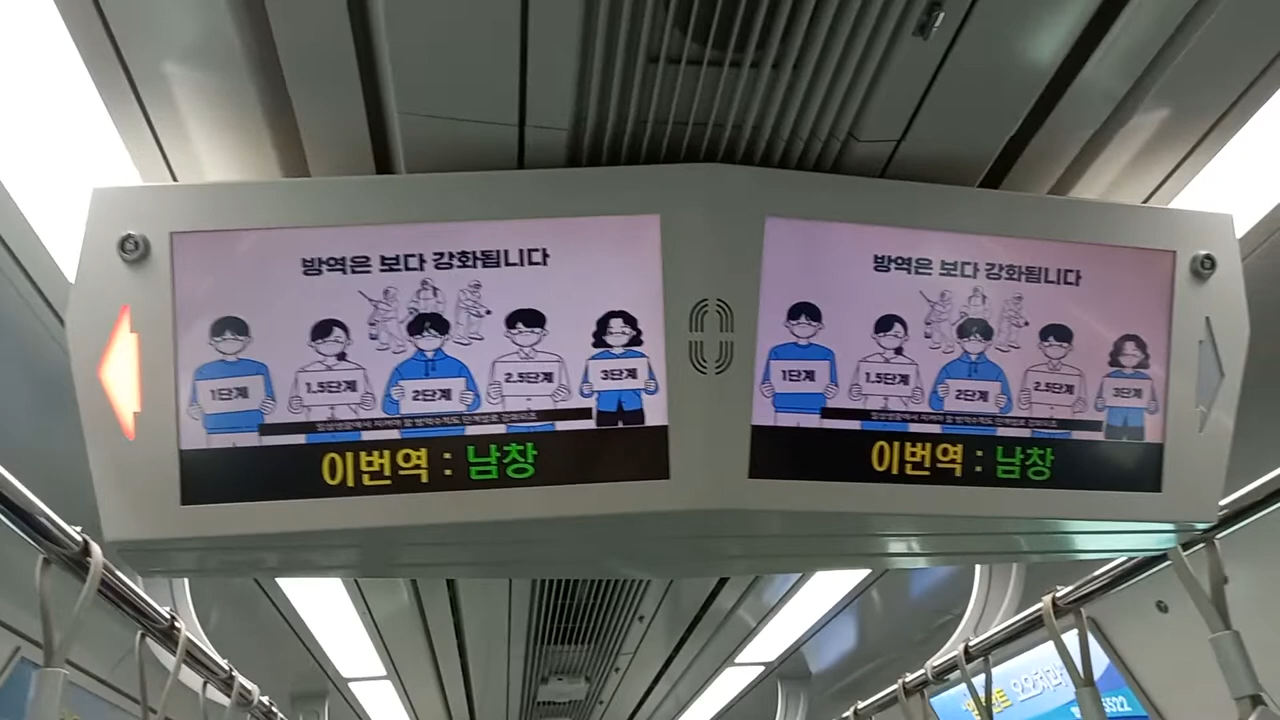 방역은 보다 강화됩니다
1단계
1.5단계
2단계
2.5단계
3단계
이번역 : 남창
방역은 보다 강화됩니다
1단계
1.5단계
2단계
2.5단계
3단계
이번역 : 남창